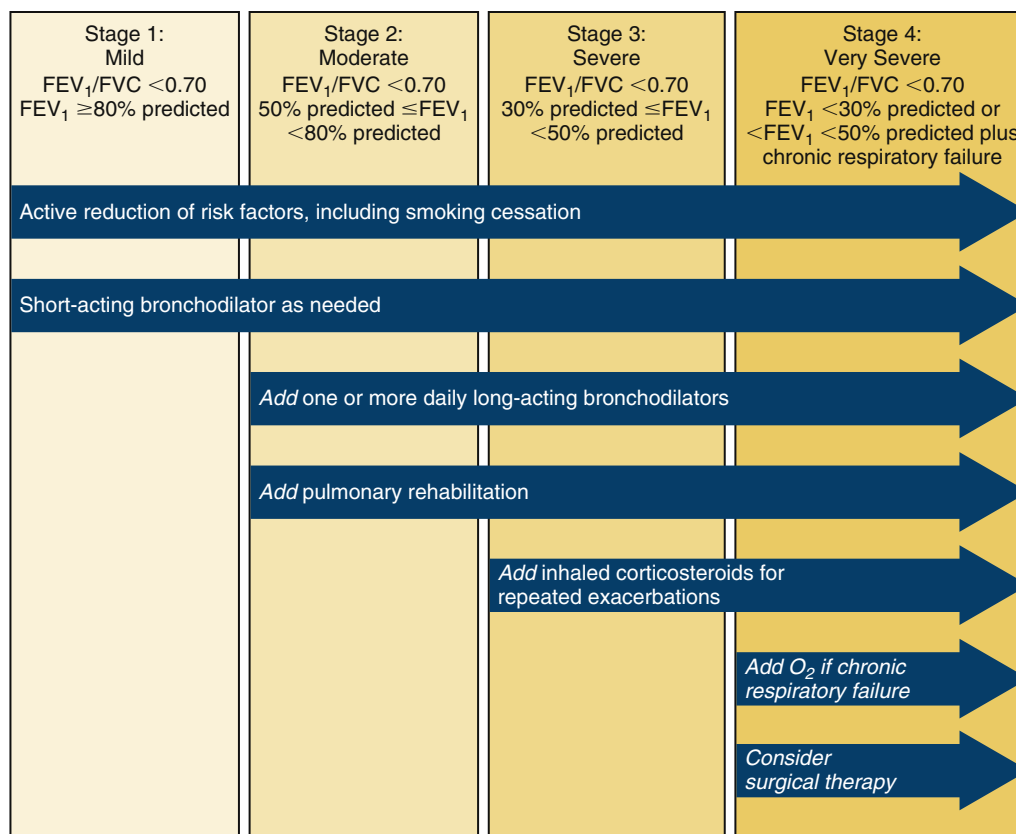 Stage 1:
Mild
FEV₁/FVC <0.70
FEV₁ ≥80% predicted
Stage 2:
Moderate
FEV₁/FVC <0.70
50% predicted ≦FEV₁
<80% predicted
Stage 3:
Severe
FEV₁/FVC <0.70
30% predicted ≦FEV₁
<50% predicted
Stage 4:
Very Severe
FEV₁/FVC <0.70
FEV₁ <30% predicted or
<FEV₁ <50% predicted plus
chronic respiratory failure
Active reduction of risk factors, including smoking cessation
Short-acting bronchodilator as needed
Add one or more daily long-acting bronchodilators
Add pulmonary rehabilitation
Add inhaled corticosteroids for
repeated exacerbations
Add O₂ if chronic
respiratory failure
Consider
surgical therapy